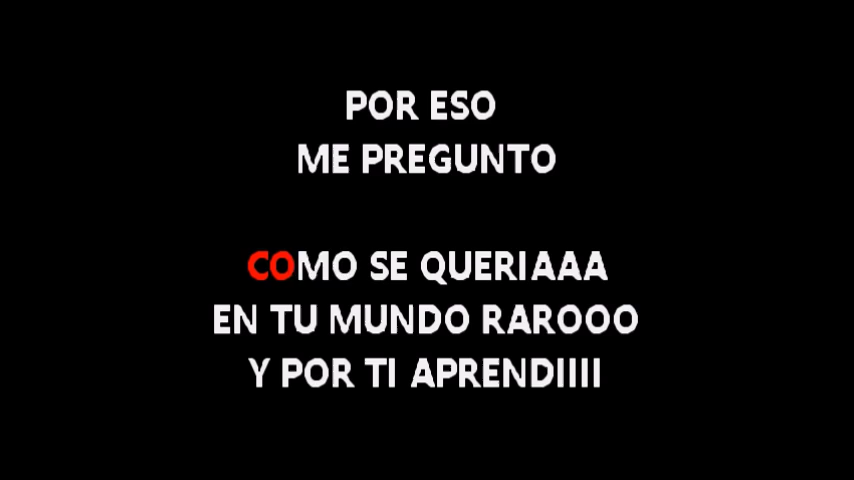 POR ESO
ME PREGUNTO
COMO SE QUERIAAA
EN TU MUNDO RAROOO
Y POR TI APRENDIIII